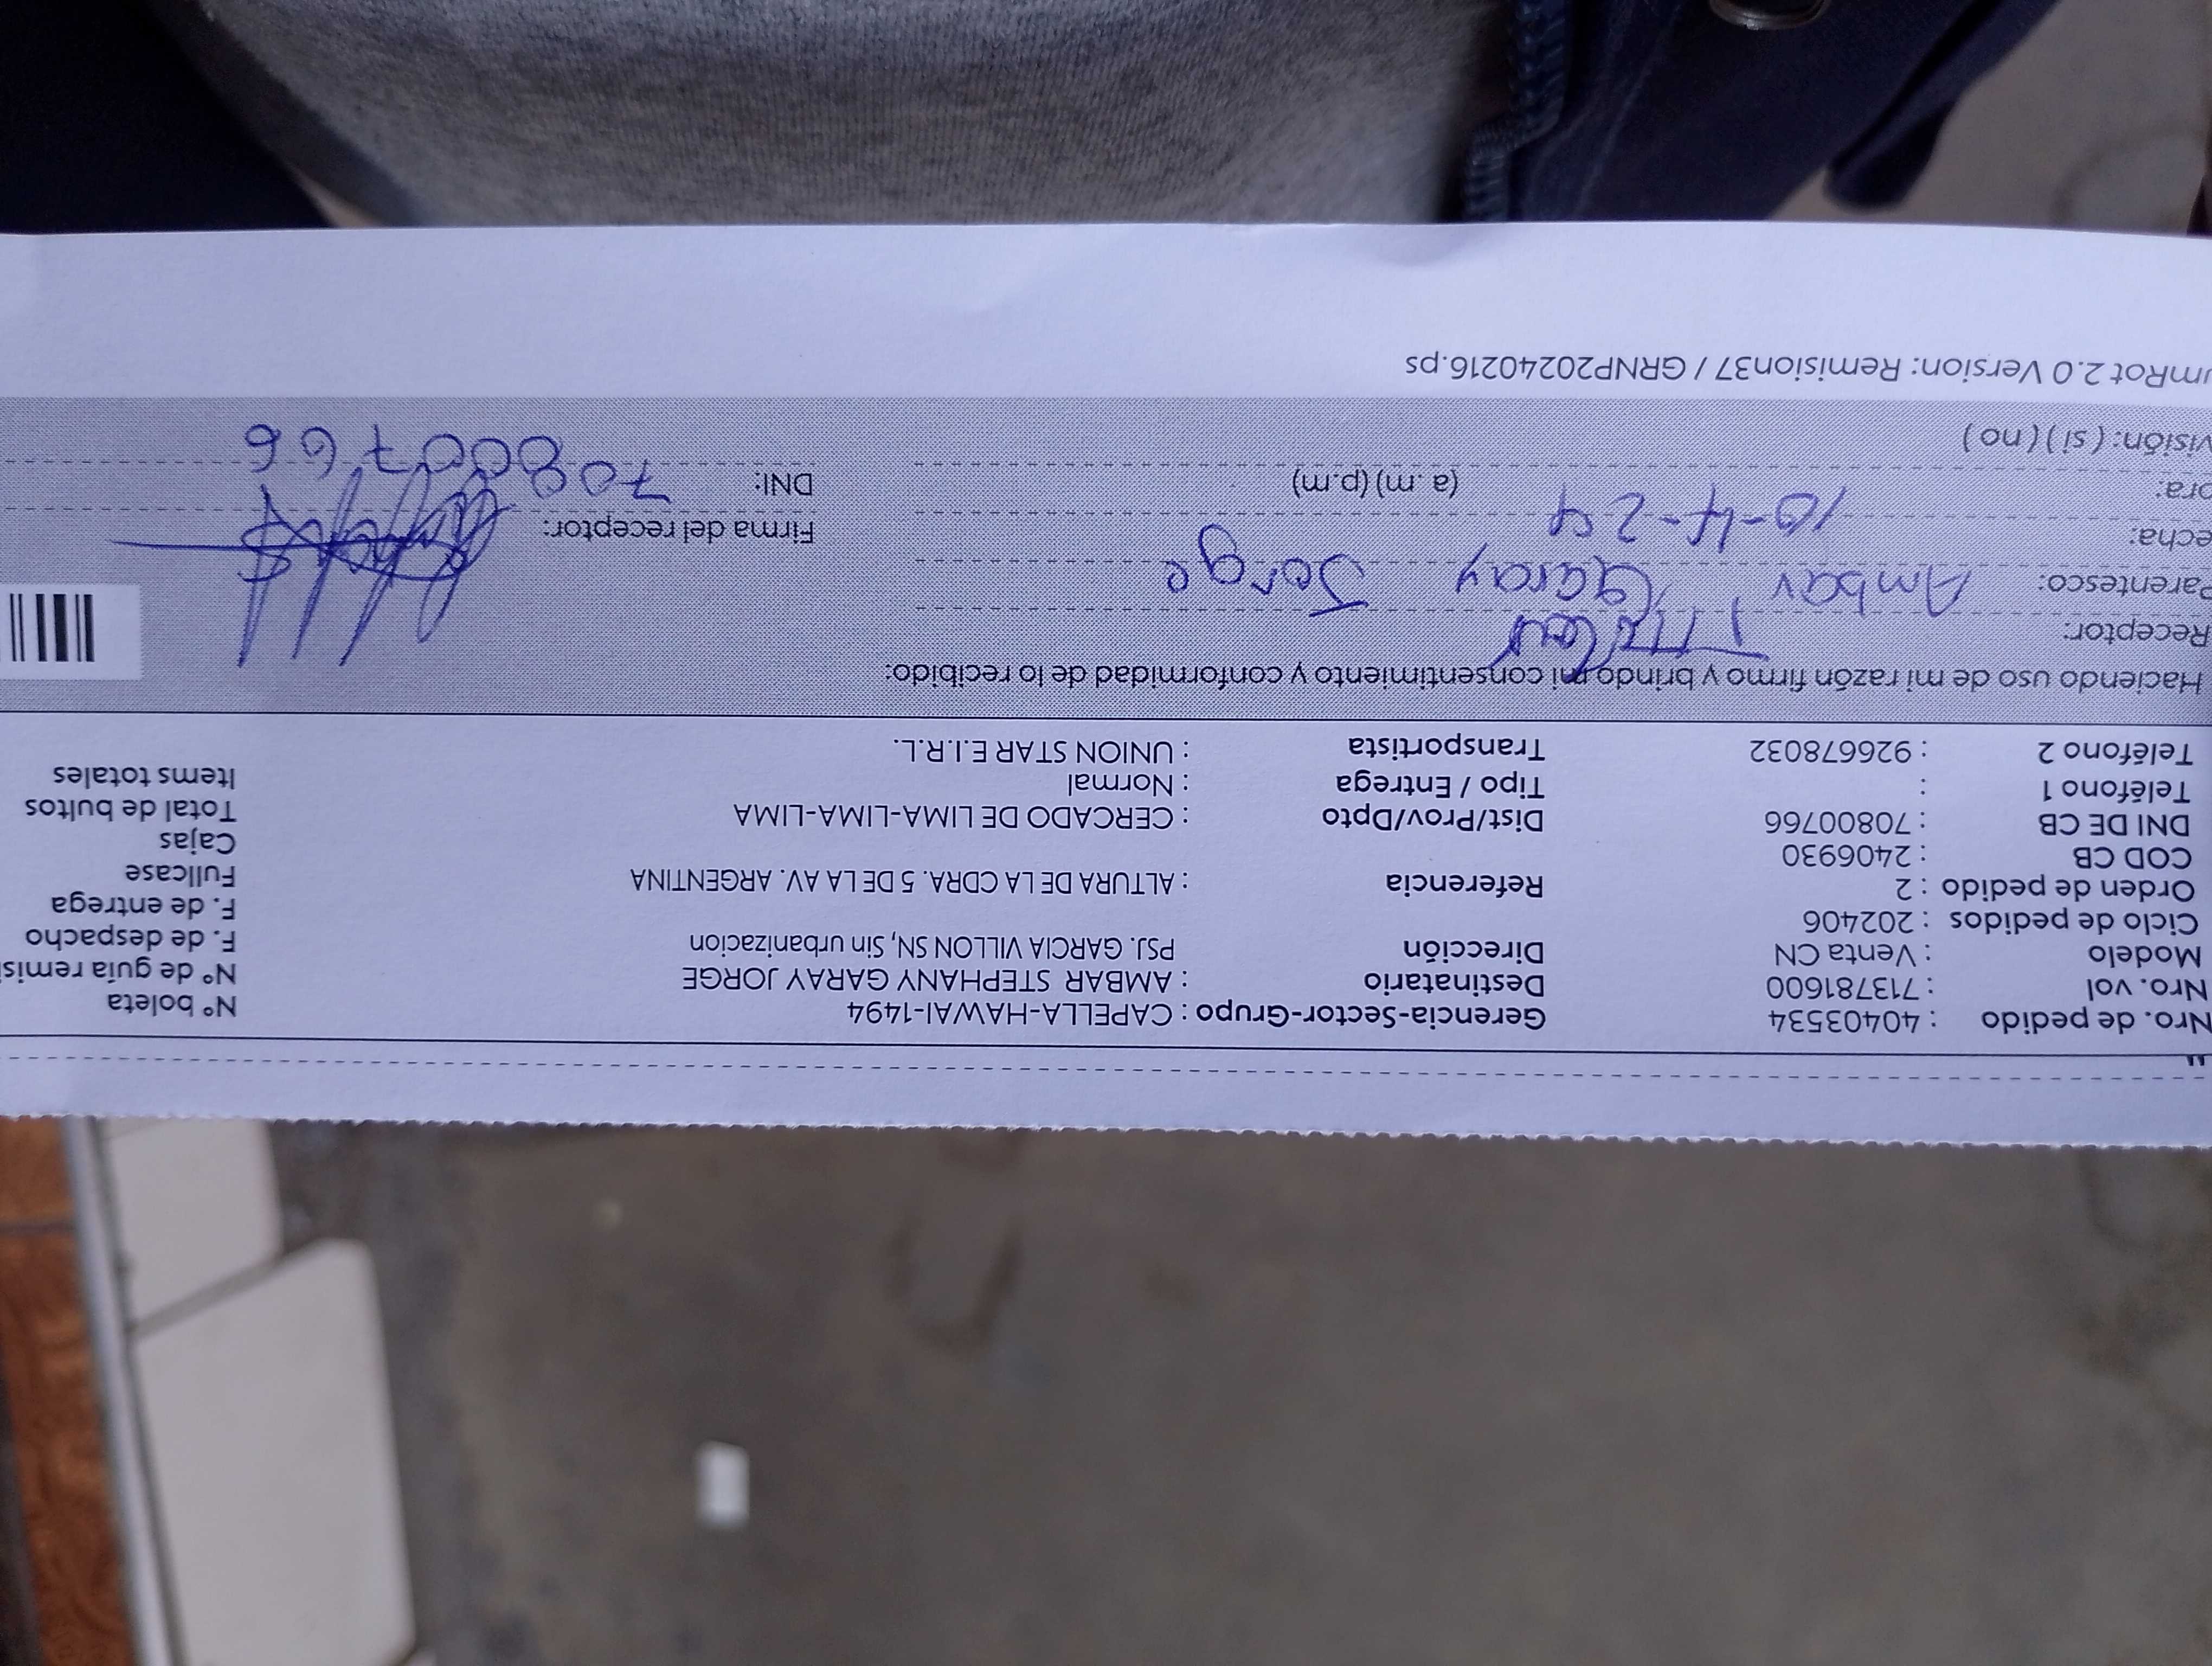 Nro. de pedido : 40403534 Gerencia-Sector-Grupo : CAPELLA-HAWAI-1494 N° boleta
Nro. vol : 713781600 Destinatario : AMBAR STEPHANY GARAY JORGE N° de guía remisi
Modelo : Venta CN Dirección PSJ. GARCIA VILLON SN, Sin urbanizacion F. de despacho
Ciclo de pedidos : 202406 F. de entrega
Orden de pedido : 2 Referencia : ALTURA DE LA CDRA. 5 DE LA AV. ARGENTINA Fullcase
COD CB : 2406930 Cajas
DNI DE CB : 70800766 Dist/Prov/Dpto : CERCADO DE LIMA-LIMA-LIMA Total de bultos
Teléfono 1 : Tipo / Entrega : Normal Items totales
Teléfono 2 : 926678032 Transportista : UNION STAR E.I.R.L.
Haciendo uso de mi razón firmo y brindo mi consentimiento y conformidad de lo recibido:
Receptor: Titular
Parentesco: Ambar Garay Jorge
echa: 10-4-24 Firma del receptor:
ora: (a.m) (p.m) DNI: 70800766
visión: ( si ) ( no )
umRot 2.0 Version: Remision37 / GRNP20240216.ps